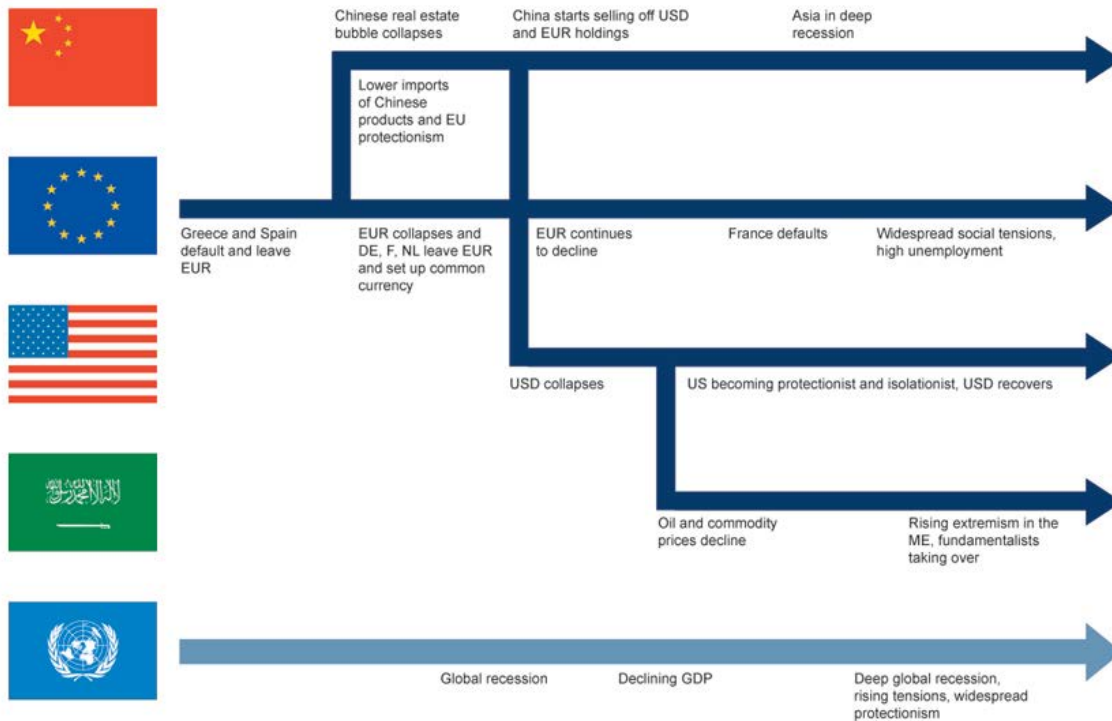 Chinese real estate
bubble collapses
China starts selling off USD
and EUR holdings
Asia in deep
recession
Lower imports
of Chinese
products and EU
protectionism
Greece and Spain
default and leave
EUR
EUR collapses and
DE, F, NL leave EUR
and set up common
currency
EUR continues
to decline
France defaults
Widespread social tensions,
high unemployment
USD collapses
US becoming protectionist and isolationist, USD recovers
Oil and commodity
prices decline
Rising extremism in the
ME, fundamentalists
taking over
Global recession
Declining GDP
Deep global recession,
rising tensions, widespread
protectionism